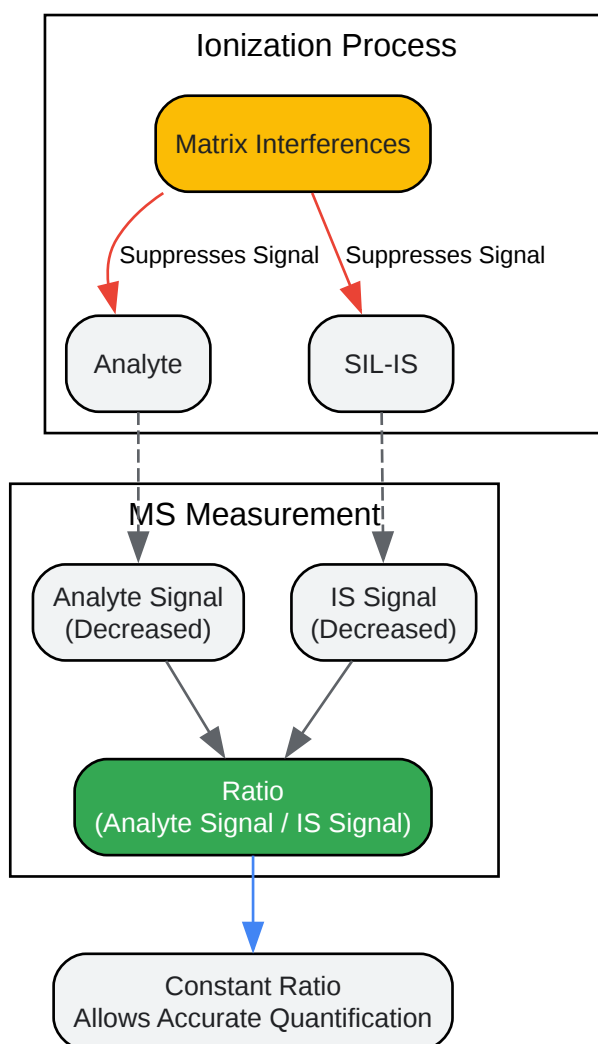 Ionization Process
Matrix Interferences
Suppresses Signal
Suppresses Signal
Analyte
SIL-IS
MS Measurement
Analyte Signal
(Decreased)
IS Signal
(Decreased)
Ratio
(Analyte Signal / IS Signal)
Constant Ratio
Allows Accurate Quantification